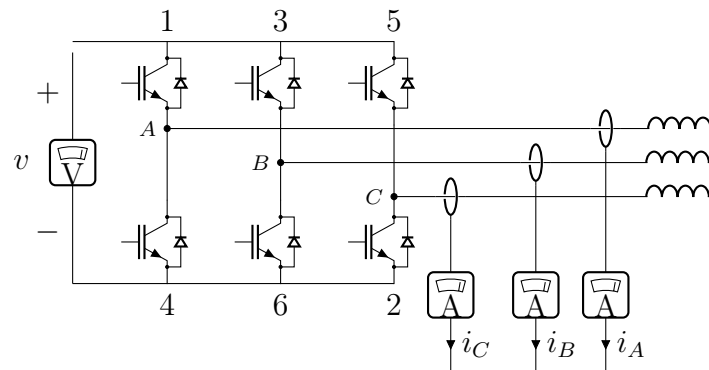 1 3 5
+
A
v V B
C
−
4 6 2
A A A
i_C i_B i_A